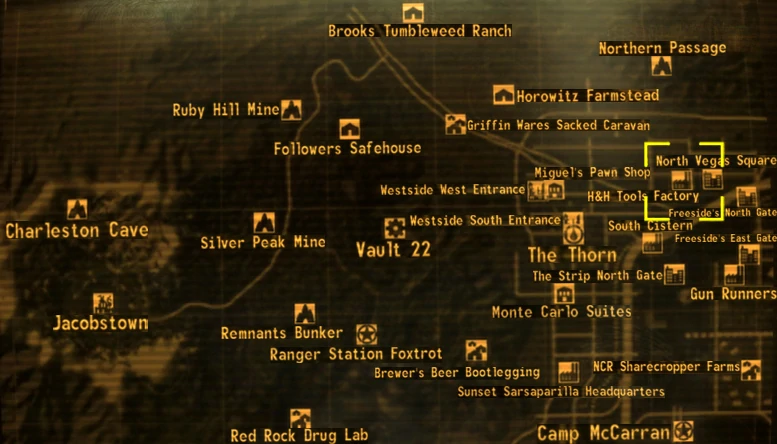 Brooks Tumbleweed Ranch
Northern Passage
Horowitz Farmstead
Ruby Hill Mine
Griffin Wares Sacked Caravan
Followers Safehouse
North Vegas Square
Miguel's Pawn Shop
Westside West Entrance
H&H Tools Factory
Freeside's North Gate
Westside South Entrance
South Cistern
Charleston Cave
Silver Peak Mine
Vault 22
Freeside's East Gate
The Thorn
The Strip North Gate
Gun Runners
Monte Carlo Suites
Jacobstown
Remnants Bunker
Ranger Station Foxtrot
Brewer's Beer Bootlegging
NCR Sharecropper Farms
Sunset Sarsaparilla Headquarters
Red Rock Drug Lab
Camp McCarran